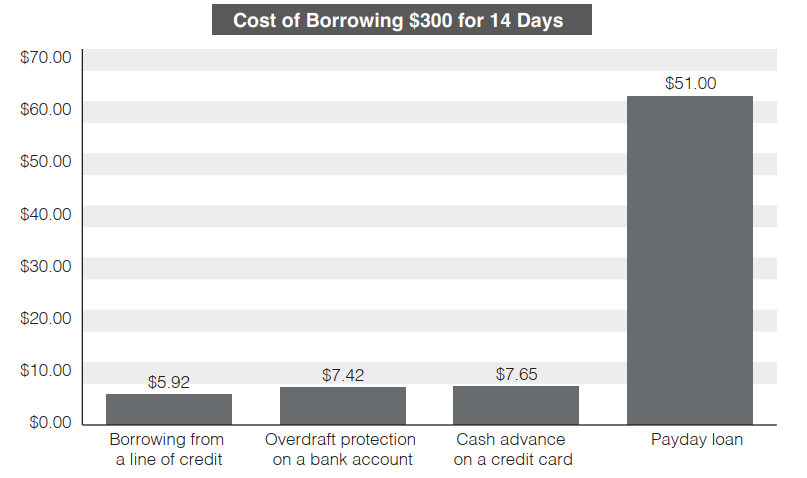 Cost of Borrowing $300 for 14 Days
$70.00
$60.00
$50.00
$40.00
$30.00
$20.00
$10.00
$0.00
$5.92
$7.42
$7.65
$51.00
Borrowing from
a line of credit
Overdraft protection
on a bank account
Cash advance
on a credit card
Payday loan